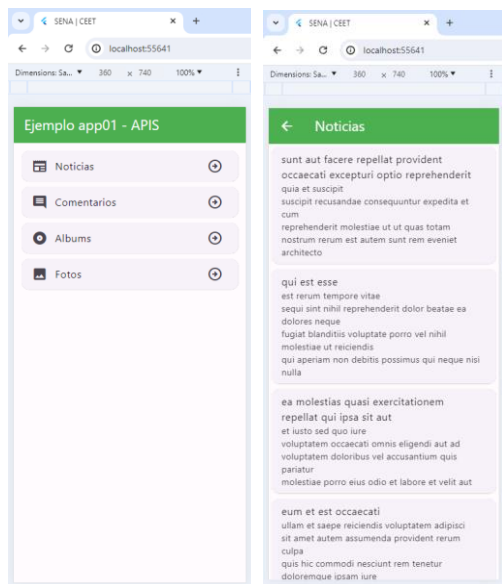 SENA | CEET
localhost:55641
Dimensions: Sa... 360 x 740 100%
Ejemplo app01 - APIS
Noticias
Comentarios
Albums
Fotos
SENA | CEET
localhost:55641
Dimensions: Sa... 360 x 740 100%
Noticias
sunt aut facere repellat provident
occaecati excepturi optio reprehenderit
quia et suscipit
suscipit recusandae consequuntur expedita et
cum
reprehenderit molestiae ut ut quas totam
nostrum rerum est autem sunt rem eveniet
architecto
qui est esse
est rerum tempore vitae
sequi sint nihil reprehenderit dolor beatae ea
dolores neque
fugiat blanditiis voluptate porro vel nihil
molestiae ut reiciendis
qui aperiam non debitis possimus qui neque nisi
nulla
ea molestias quasi exercitationem
repellat qui ipsa sit aut
et iusto sed quo iure
voluptatem occaecati omnis eligendi aut ad
voluptatem doloribus vel accusantium quis
pariatur
molestiae porro eius odio et labore et velit aut
eum et est occaecati
ullam et saepe reiciendis voluptatem adipisci
sit amet autem assumenda provident rerum
culpa
quis hic commodi nesciunt rem tenetur
doloremque ipsam iure